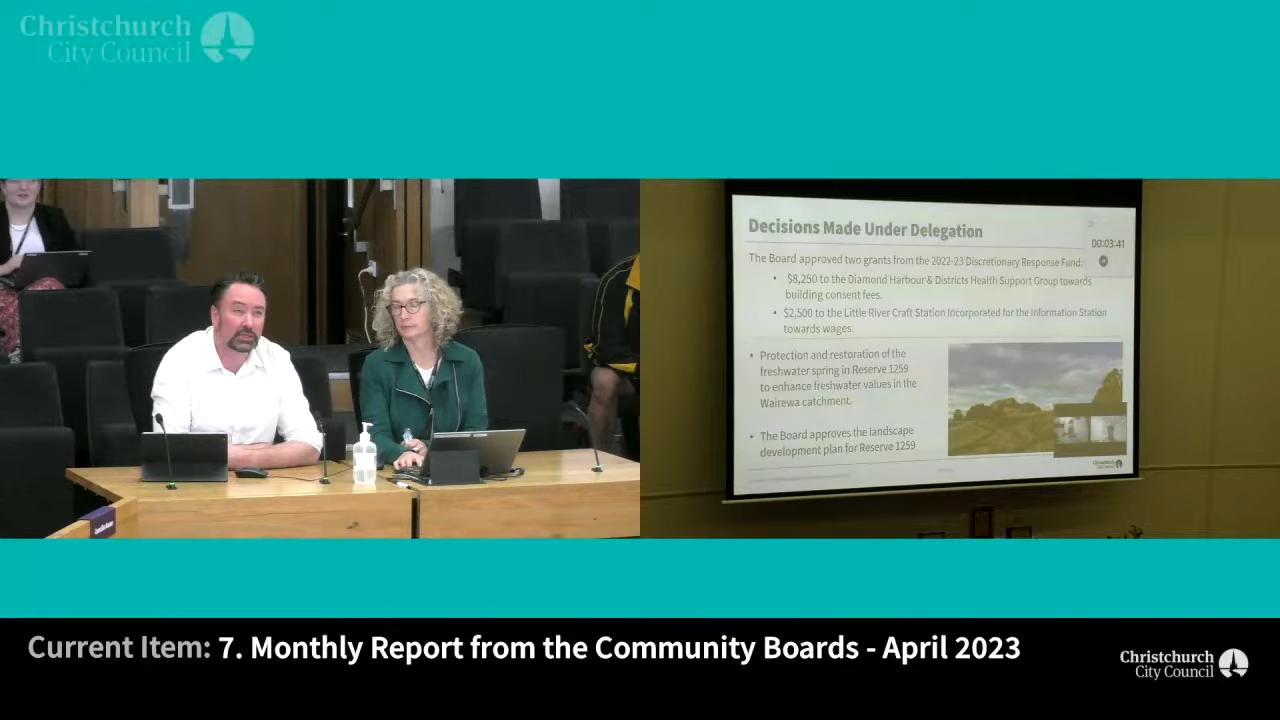 Christchurch
City Council
Decisions Made Under Delegation
00:03:41
The Board approved two grants from the 2022-23 Discretionary Response Fund:
• $8,250 to the Diamond Harbour & Districts Health Support Group towards
building consent fees.
• $2,500 to the Little River Craft Station Incorporated for the Information Station
towards wages.
• Protection and restoration of the
freshwater spring in Reserve 1259
to enhance freshwater values in the
Wairewa catchment.
• The Board approves the landscape
development plan for Reserve 1259
Christchurch
City Council
Current Item: 7. Monthly Report from the Community Boards - April 2023
Christchurch
City Council